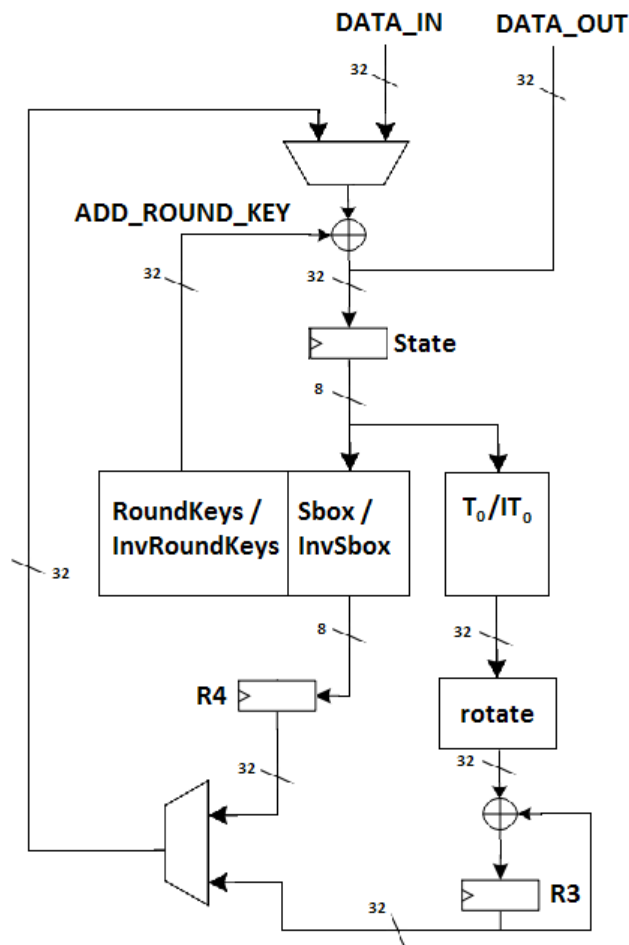 DATA_IN DATA_OUT
32 32
ADD_ROUND_KEY
32 32
State
8
RoundKeys /
InvRoundKeys
Sbox /
InvSbox
T₀/IT₀
32
8
32
R4
rotate
32
32
R3
32